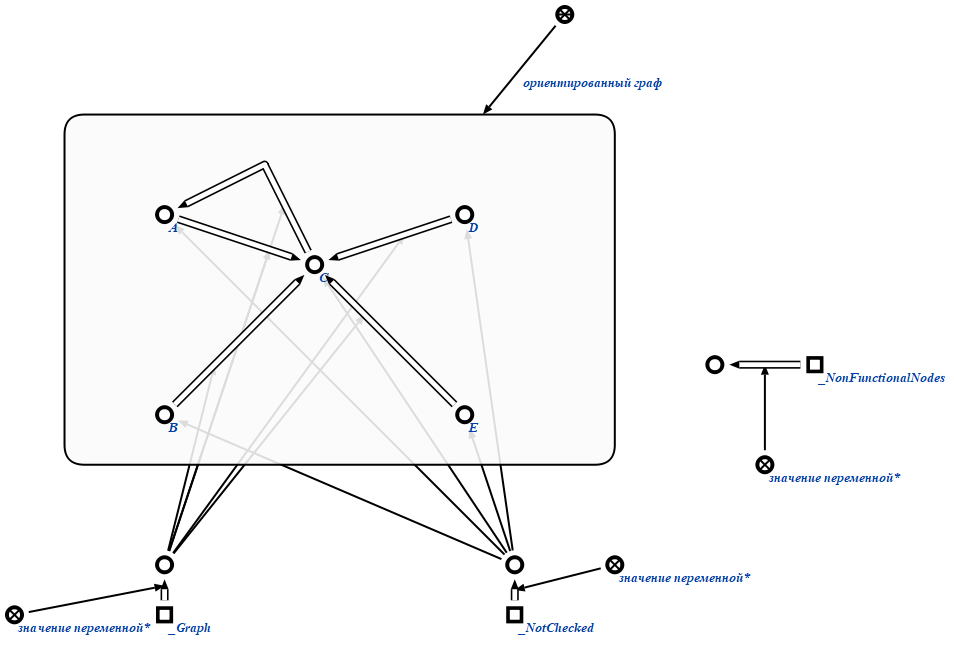 ориентированный граф
A
D
C
B
E
_NonFunctionalNodes
значение переменной*
значение переменной*
значение переменной*
_Graph
_NotChecked